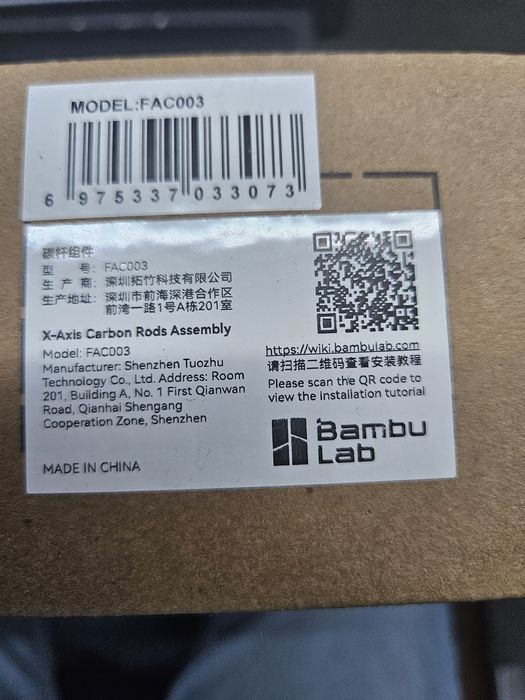 MODEL:FAC003
6 975337 033073
碳钎组件
型 号: FAC003
生 产 商: 深圳拓竹科技有限公司
生产地址: 深圳市前海深港合作区
前湾一路1号A栋201室
X-Axis Carbon Rods Assembly
Model: FAC003
Manufacturer: Shenzhen Tuozhu
Technology Co., Ltd. Address: Room
201, Building A, No. 1 First Qianwan
Road, Qianhai Shengang
Cooperation Zone, Shenzhen
MADE IN CHINA
https://wiki.bambulab.com
请扫描二维码查看安装教程
Please scan the QR code to
view the installation tutorial
Bambu
Lab